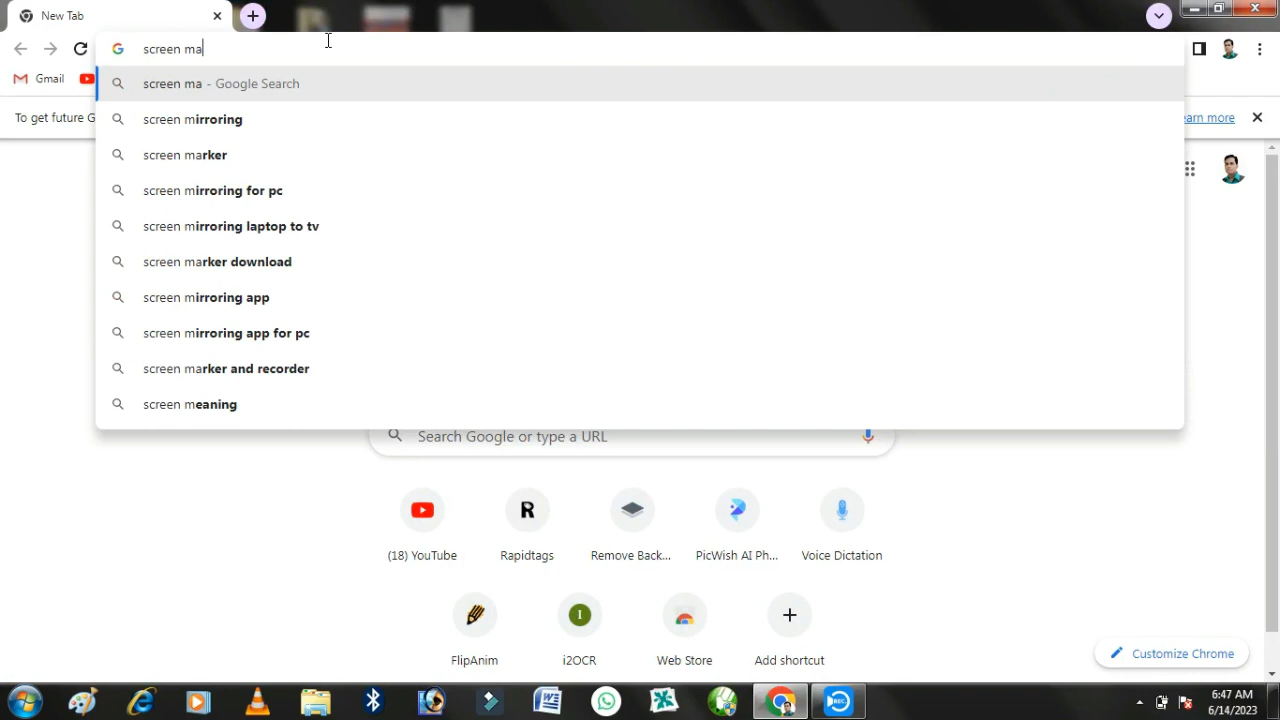 New Tab
screen ma
Gmail
screen ma - Google Search
To get future G
earn more
screen mirroring
screen marker
screen mirroring for pc
screen mirroring laptop to tv
screen marker download
screen mirroring app
screen mirroring app for pc
screen marker and recorder
screen meaning
Search Google or type a URL
(18) YouTube
Rapidtags
Remove Back...
PicWish AI Ph...
Voice Dictation
FlipAnim
I
i2OCR
Web Store
Add shortcut
Customize Chrome
REC
6:47 AM
6/14/2023